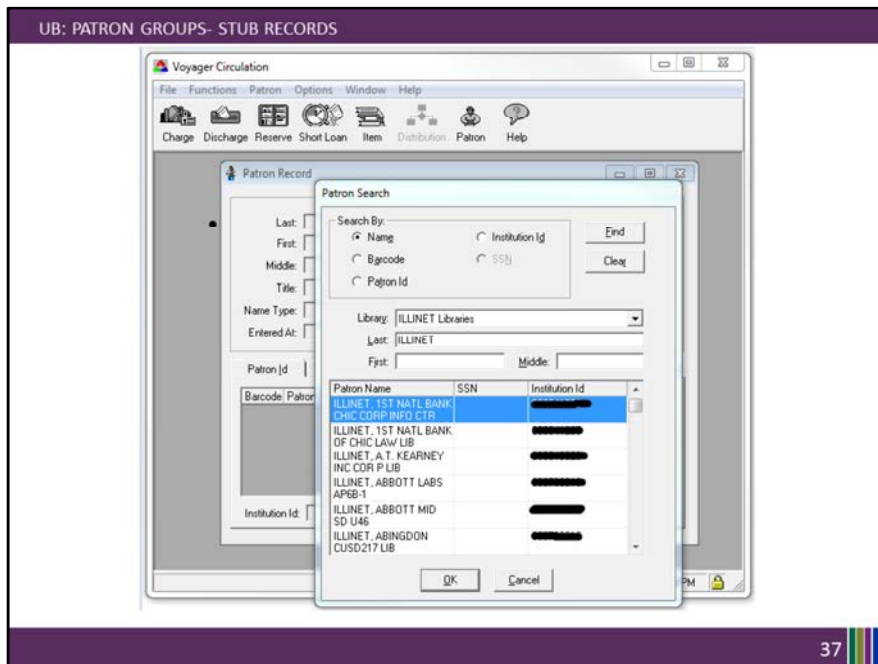 UB: PATRON GROUPS- STUB RECORDS
Voyager Circulation
File Functions Patron Options Window Help
Charge Discharge Reserve Short Loan Item Distribution Patron Help
Patron Record
Last:
First:
Middle:
Title:
Name Type:
Entered At:
Patron Id
Barcode Patron
Institution Id:
Patron Search
Search By:
Name Institution Id
Barcode SSN
Patron Id
Find
Clear
Library: ILLINET Libraries
Last: ILLINET
First: Middle:
Patron Name SSN Institution Id
ILLINET, 1ST NATL BANK
CHIC CORP INFO CTR
ILLINET, 1ST NATL BANK
OF CHIC LAW LIB
ILLINET, A.T. KEARNEY
INC COR P LIB
ILLINET, ABBOTT LABS
AP6B-1
ILLINET, ABBOTT MID
SD U46
ILLINET, ABINGDON
CUSD217 LIB
OK Cancel
PM
37